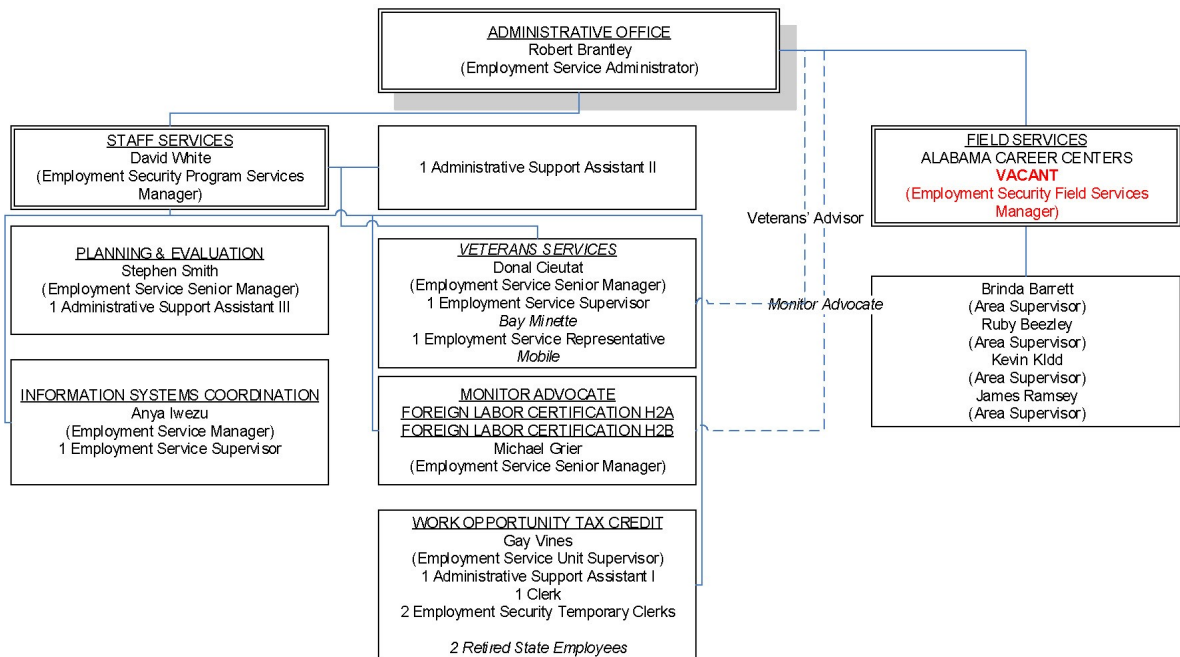 ADMINISTRATIVE OFFICE
Robert Brantley
(Employment Service Administrator)
STAFF SERVICES
David White
(Employment Security Program Services
Manager)
1 Administrative Support Assistant II
FIELD SERVICES
ALABAMA CAREER CENTERS
VACANT
(Employment Security Field Services
Manager)
Veterans' Advisor
PLANNING & EVALUATION
Stephen Smith
(Employment Service Senior Manager)
1 Administrative Support Assistant III
VETERANS SERVICES
Donal Cieutat
(Employment Service Senior Manager)
1 Employment Service Supervisor
Bay Minette
1 Employment Service Representative
Mobile
Monitor Advocate
Brinda Barrett
(Area Supervisor)
Ruby Beezley
(Area Supervisor)
Kevin KIdd
(Area Supervisor)
James Ramsey
(Area Supervisor)
INFORMATION SYSTEMS COORDINATION
Anya Iwezu
(Employment Service Manager)
1 Employment Service Supervisor
MONITOR ADVOCATE
FOREIGN LABOR CERTIFICATION H2A
FOREIGN LABOR CERTIFICATION H2B
Michael Grier
(Employment Service Senior Manager)
WORK OPPORTUNITY TAX CREDIT
Gay Vines
(Employment Service Unit Supervisor)
1 Administrative Support Assistant I
1 Clerk
2 Employment Security Temporary Clerks
2 Retired State Employees